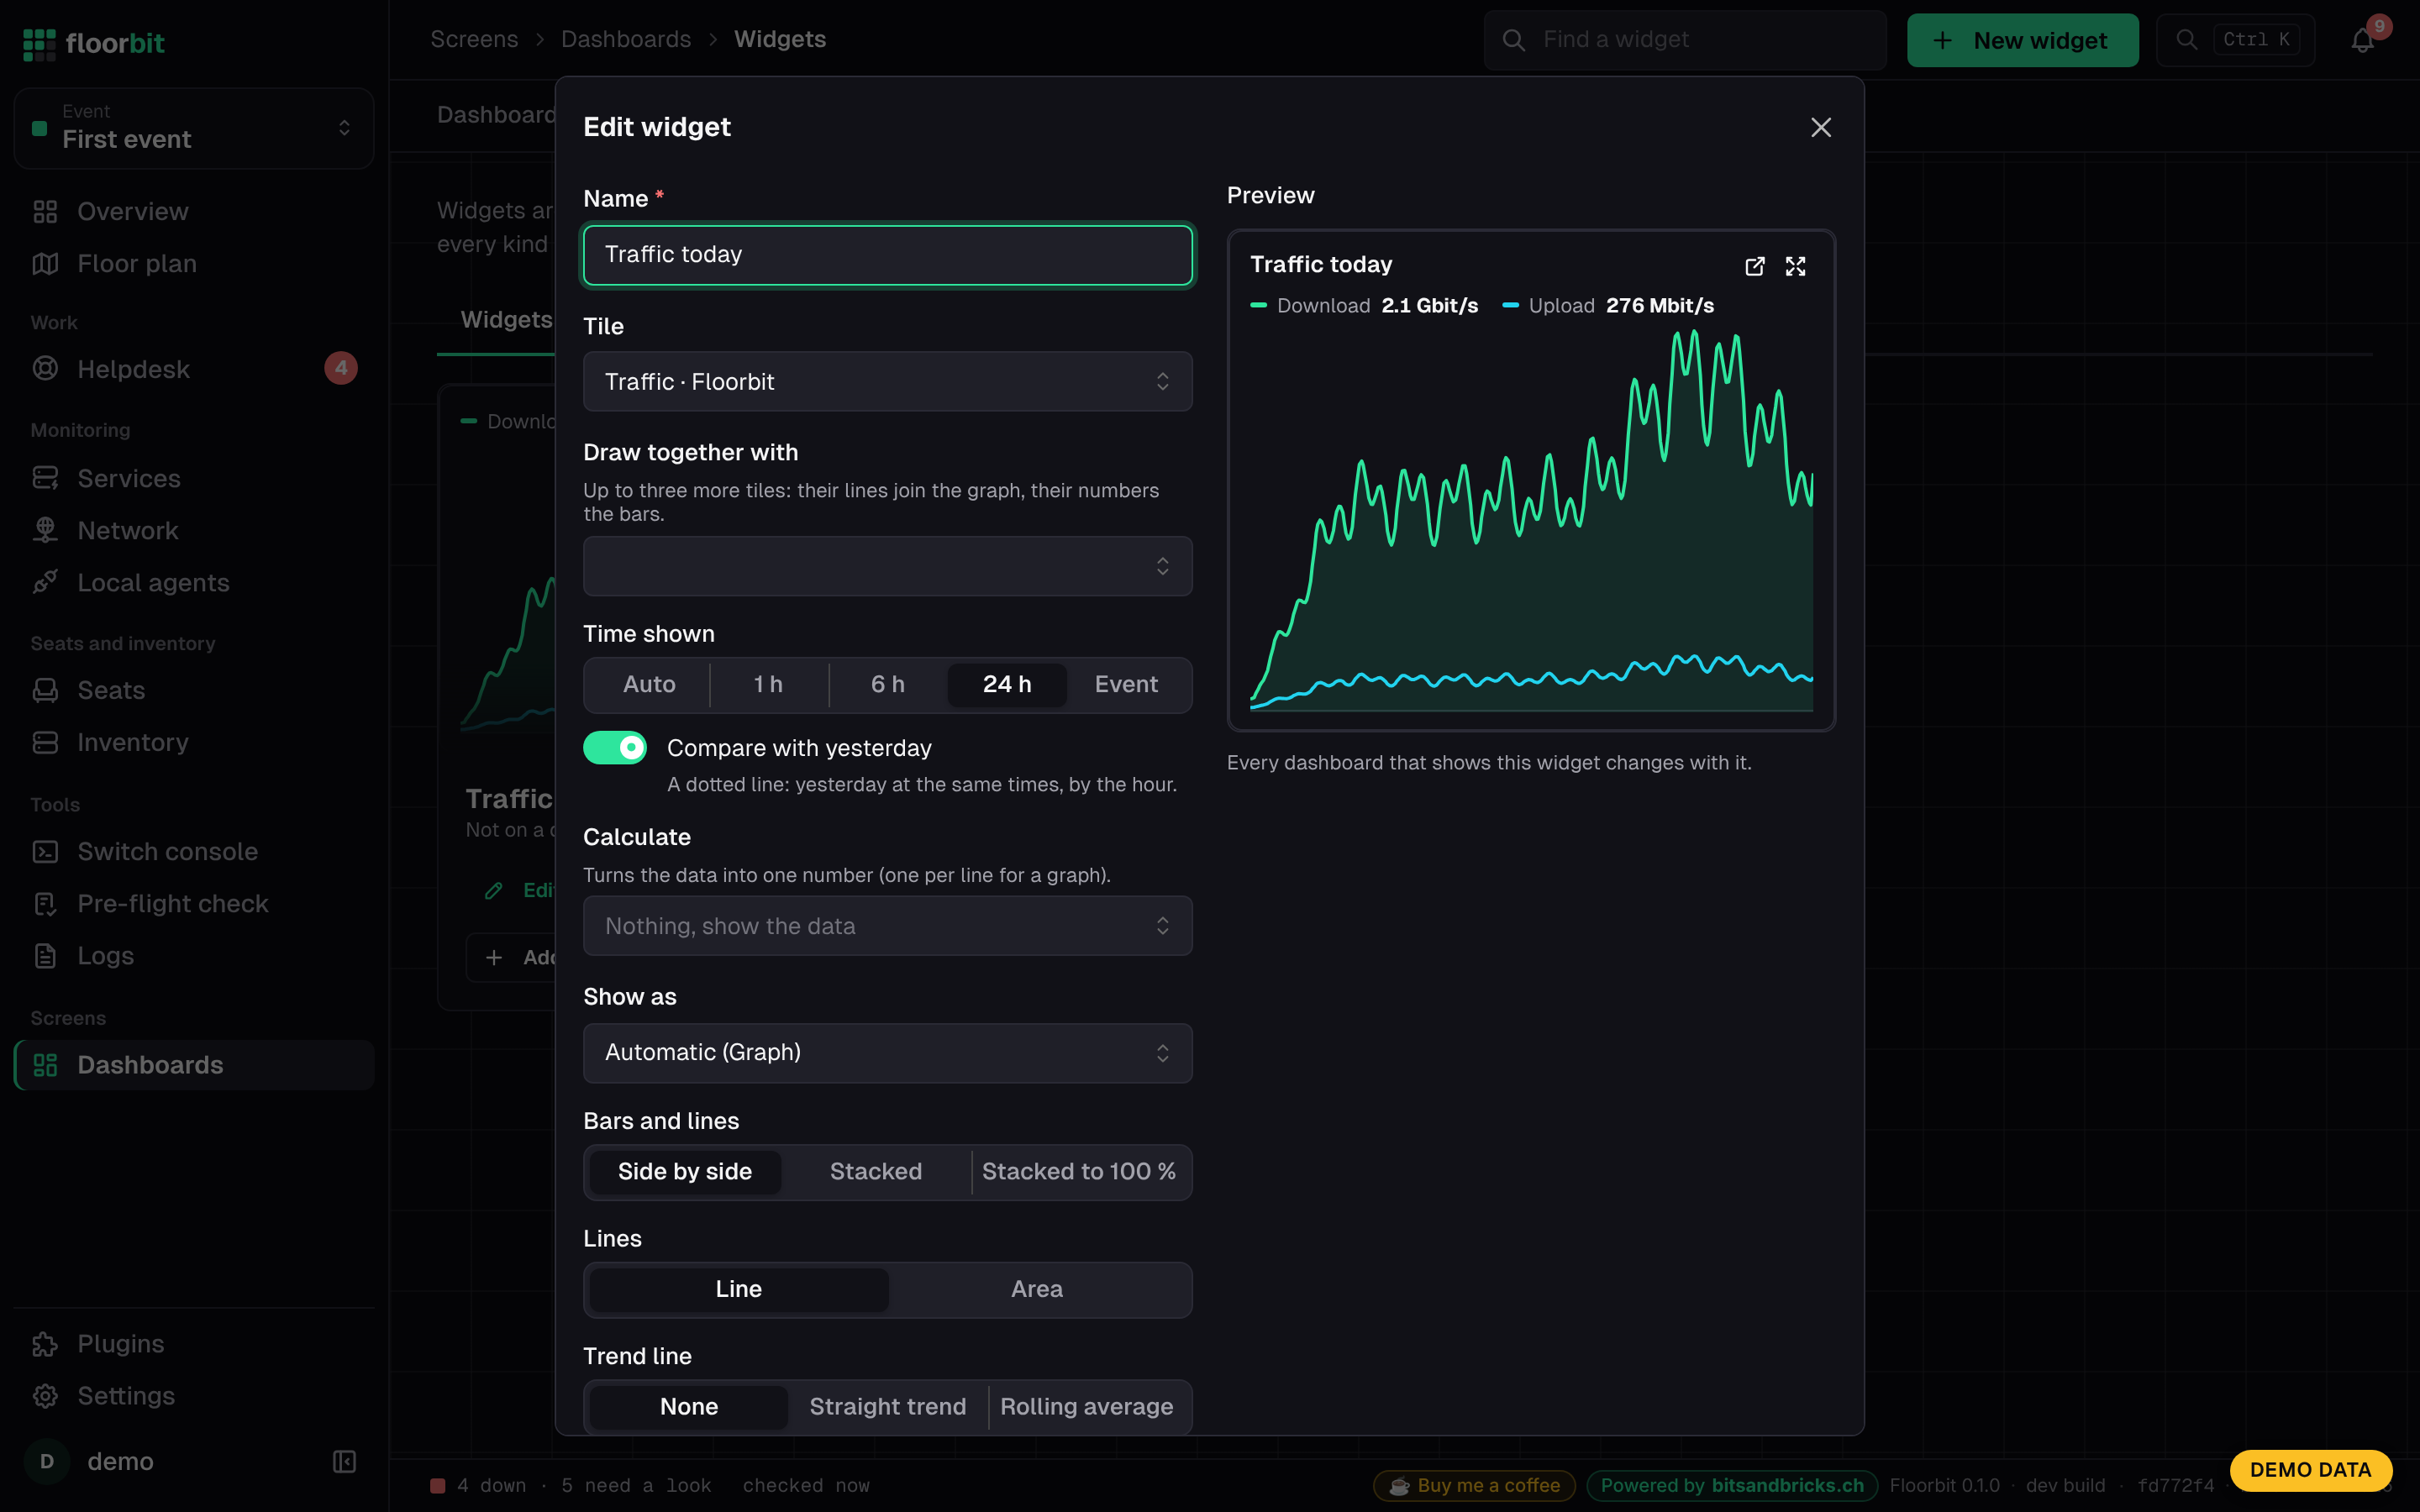 floorbit
Event
First event
Overview
Floor plan
Work
Helpdesk
4
Monitoring
Services
Network
Local agents
Seats and inventory
Seats
Inventory
Tools
Switch console
Pre-flight check
Logs
Screens
Dashboards
Plugins
Settings
D
demo
Screens > Dashboards > Widgets
Find a widget
+ New widget
Ctrl K
9
Dashboard
Widgets ar
every kind
Widgets
Downlo
Traffic
Not on a d
Edi
+ Add
Edit widget
Name *
Traffic today
Tile
Traffic · Floorbit
Draw together with
Up to three more tiles: their lines join the graph, their numbers
the bars.
Time shown
Auto 1 h 6 h 24 h Event
Compare with yesterday
A dotted line: yesterday at the same times, by the hour.
Calculate
Turns the data into one number (one per line for a graph).
Nothing, show the data
Show as
Automatic (Graph)
Bars and lines
Side by side Stacked Stacked to 100 %
Lines
Line Area
Trend line
None Straight trend Rolling average
Preview
Traffic today
Download 2.1 Gbit/s Upload 276 Mbit/s
Every dashboard that shows this widget changes with it.
4 down · 5 need a look checked now
Buy me a coffee
Powered by bitsandbricks.ch
Floorbit 0.1.0 · dev build · fd772f4 ·
DEMO DATA